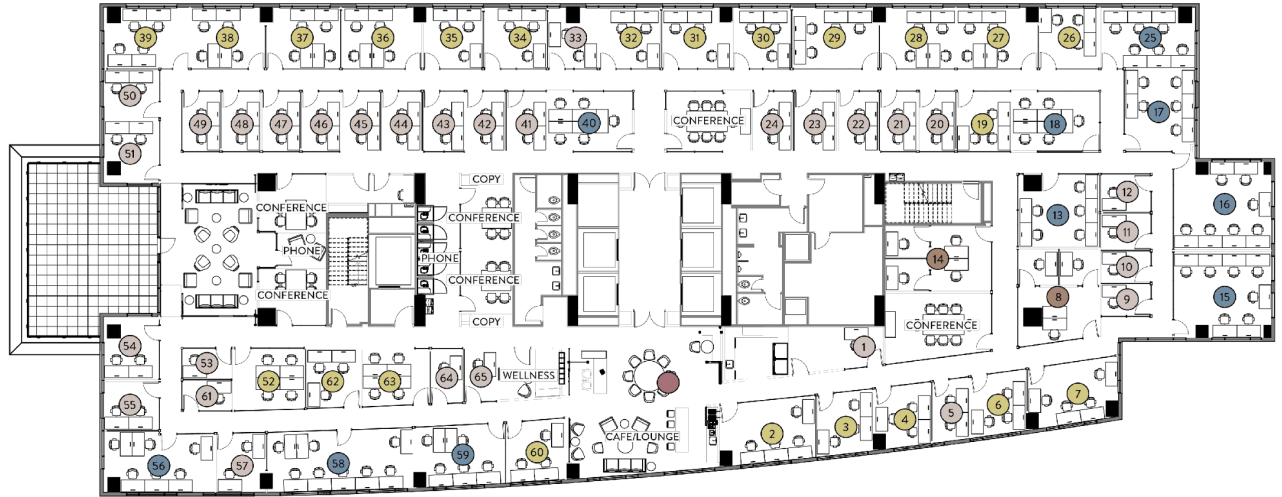 39 38 37 36 35 34 33 32 31 30 29 28 27 26 25
50 17
49 48 47 46 45 44 43 42 41 40 CONFERENCE 24 23 22 21 20 19 18
51
COPY
12
CONFERENCE CONFERENCE 13 16
11
PHONE PHONE 14
10
CONFERENCE
CONFERENCE 8 9 15
COPY CONFERENCE
54 1
53
52 62 63 64 65 WELLNESS
61 7
55 6
5
4
3
CAFE/LOUNGE 2
59 60
56 57 58